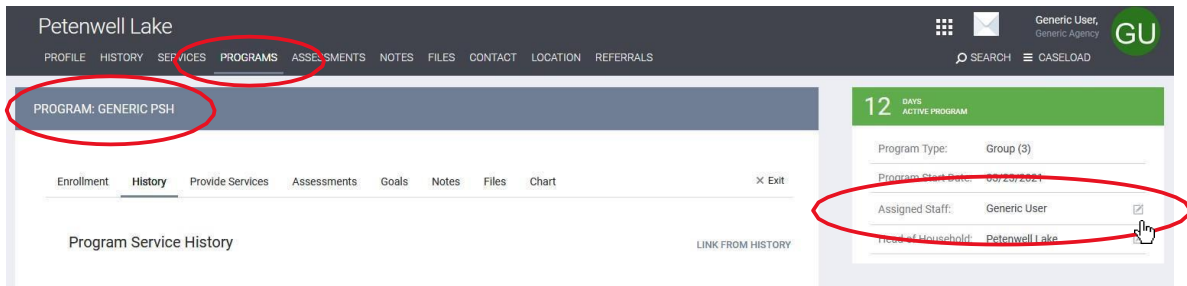 Petenwell Lake
Generic User,
Generic Agency
GU
PROFILE HISTORY SERVICES PROGRAMS ASSESSMENTS NOTES FILES CONTACT LOCATION REFERRALS
SEARCH CASELOAD
PROGRAM: GENERIC PSH
12 DAYS
ACTIVE PROGRAM
Program Type: Group (3)
Program Start Date: 03/23/2021
Assigned Staff: Generic User
Head of Household: Petenwell Lake
Enrollment History Provide Services Assessments Goals Notes Files Chart × Exit
Program Service History
LINK FROM HISTORY